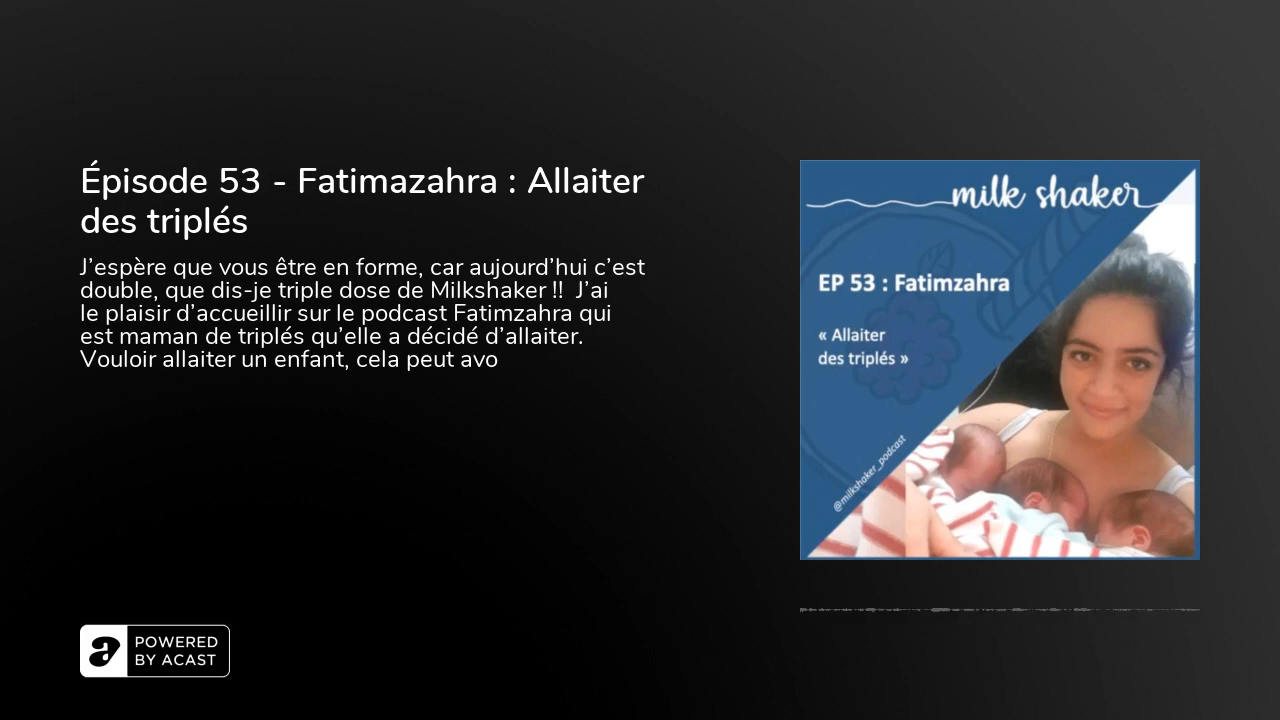 Épisode 53 - Fatimazahra : Allaiter
des triplés
J’espère que vous être en forme, car aujourd’hui c’est
double, que dis-je triple dose de Milkshaker !!  J’ai
le plaisir d’accueillir sur le podcast Fatimzahra qui
est maman de triplés qu’elle a décidé d’allaiter.
Vouloir allaiter un enfant, cela peut avo
milk shaker
EP 53 : Fatimzahra
« Allaiter
des triplés »
@milkshaker_podcast
POWERED
BY ACAST